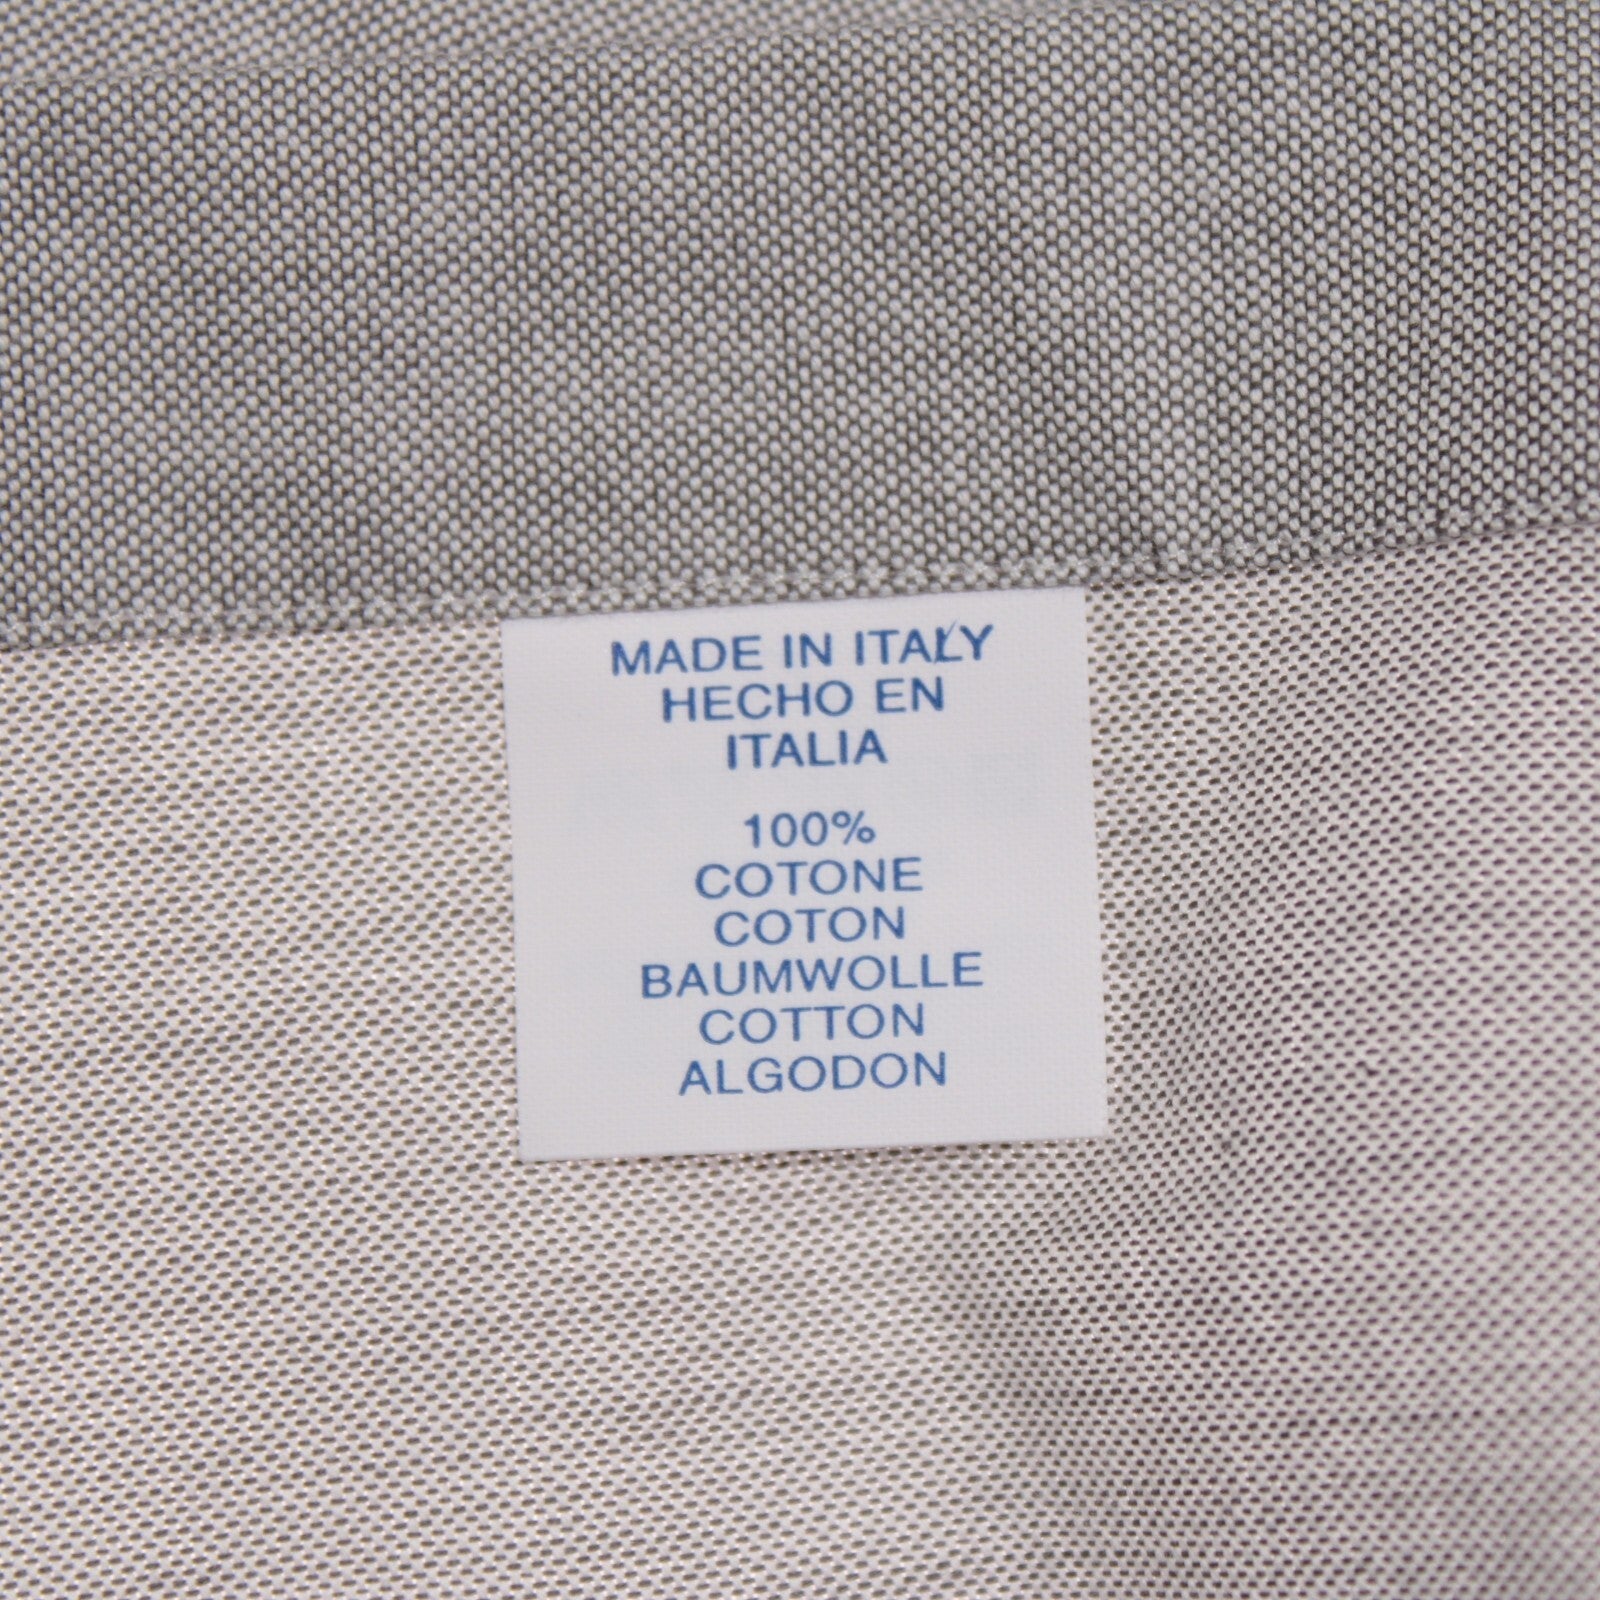 MADE IN ITALY
HECHO EN
ITALIA
100%
COTONE
COTON
BAUMWOLLE
COTTON
ALGODON